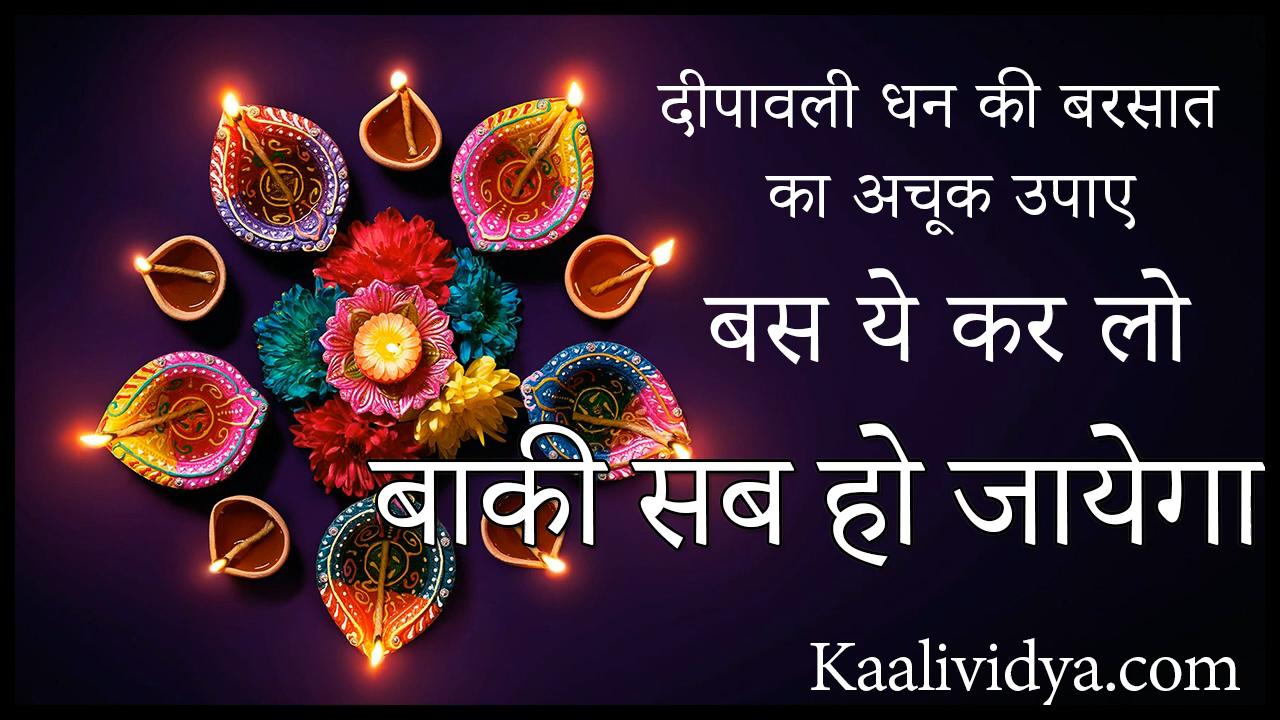 दीपावली धन की बरसात
का अचूक उपाए
बस ये कर लो
बाकी सब हो जायेगा
Kaalividya.com